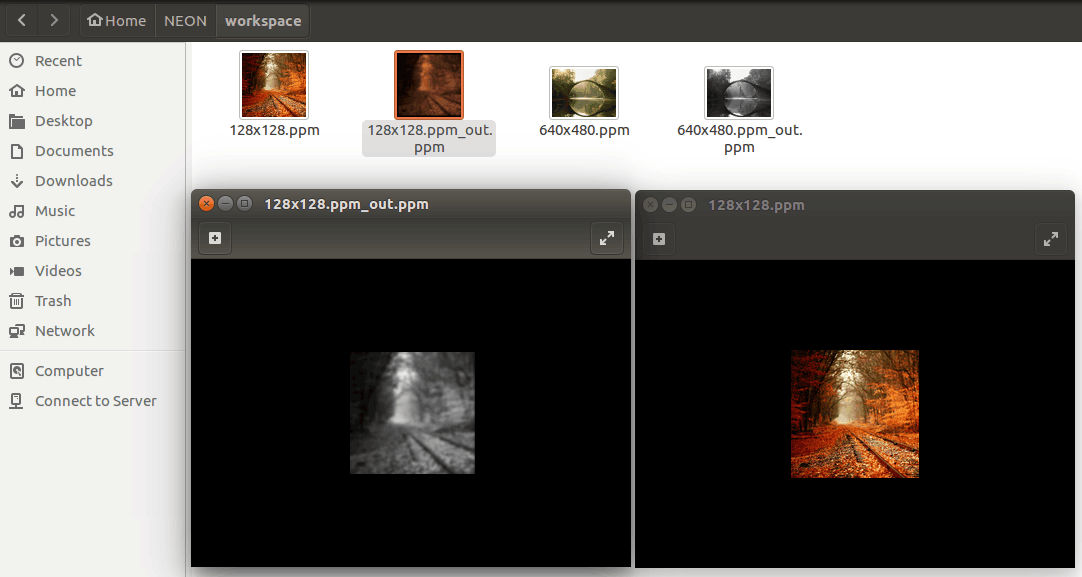 Home NEON workspace
Recent
Home
Desktop
Documents
Downloads
Music
Pictures
Videos
Trash
Network
Computer
Connect to Server
128x128.ppm
128x128.ppm_out.
ppm
640x480.ppm
640x480.ppm_out.
ppm
128x128.ppm_out.ppm
128x128.ppm